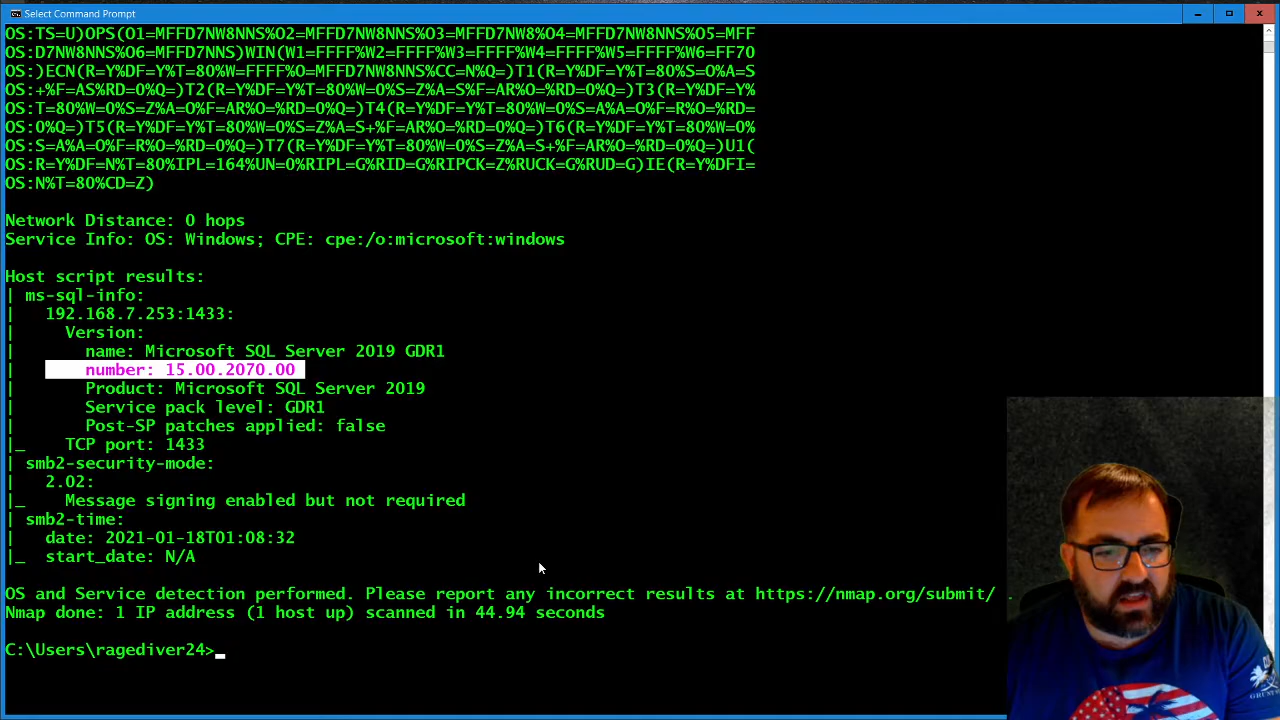 Select Command Prompt
OS:TS=U)OPS(O1=MFFD7NW8NNS%O2=MFFD7NW8NNS%O3=MFFD7NW8%O4=MFFD7NW8NNS%O5=MFF
OS:D7NW8NNS%O6=MFFD7NNS)WIN(W1=FFFF%W2=FFFF%W3=FFFF%W4=FFFF%W5=FFFF%W6=FF70
OS:)ECN(R=Y%DF=Y%T=80%W=FFFF%O=MFFD7NW8NNS%CC=N%Q=)T1(R=Y%DF=Y%T=80%S=O%A=S
OS:+%F=AS%RD=0%Q=)T2(R=Y%DF=Y%T=80%W=0%S=Z%A=S%F=AR%O=%RD=0%Q=)T3(R=Y%DF=Y%
OS:T=80%W=0%S=Z%A=O%F=AR%O=%RD=0%Q=)T4(R=Y%DF=Y%T=80%W=0%S=A%A=O%F=R%O=%RD=
OS:0%Q=)T5(R=Y%DF=Y%T=80%W=0%S=Z%A=S+%F=AR%O=%RD=0%Q=)T6(R=Y%DF=Y%T=80%W=0%
OS:S=A%A=O%F=R%O=%RD=0%Q=)T7(R=Y%DF=Y%T=80%W=0%S=Z%A=S+%F=AR%O=%RD=0%Q=)U1(
OS:R=Y%DF=N%T=80%IPL=164%UN=0%RIPL=G%RID=G%RIPCK=Z%RUCK=G%RUD=G)IE(R=Y%DFI=
OS:N%T=80%CD=Z)
Network Distance: 0 hops
Service Info: OS: Windows; CPE: cpe:/o:microsoft:windows
Host script results:
| ms-sql-info:
|   192.168.7.253:1433:
|     Version:
|       name: Microsoft SQL Server 2019 GDR1
|       number: 15.00.2070.00
|       Product: Microsoft SQL Server 2019
|       Service pack level: GDR1
|       Post-SP patches applied: false
|_    TCP port: 1433
| smb2-security-mode:
|   2.02:
|_    Message signing enabled but not required
| smb2-time:
|   date: 2021-01-18T01:08:32
|_  start_date: N/A
OS and Service detection performed. Please report any incorrect results at https://nmap.org/submit/ .
Nmap done: 1 IP address (1 host up) scanned in 44.94 seconds
C:\Users\ragediver24>